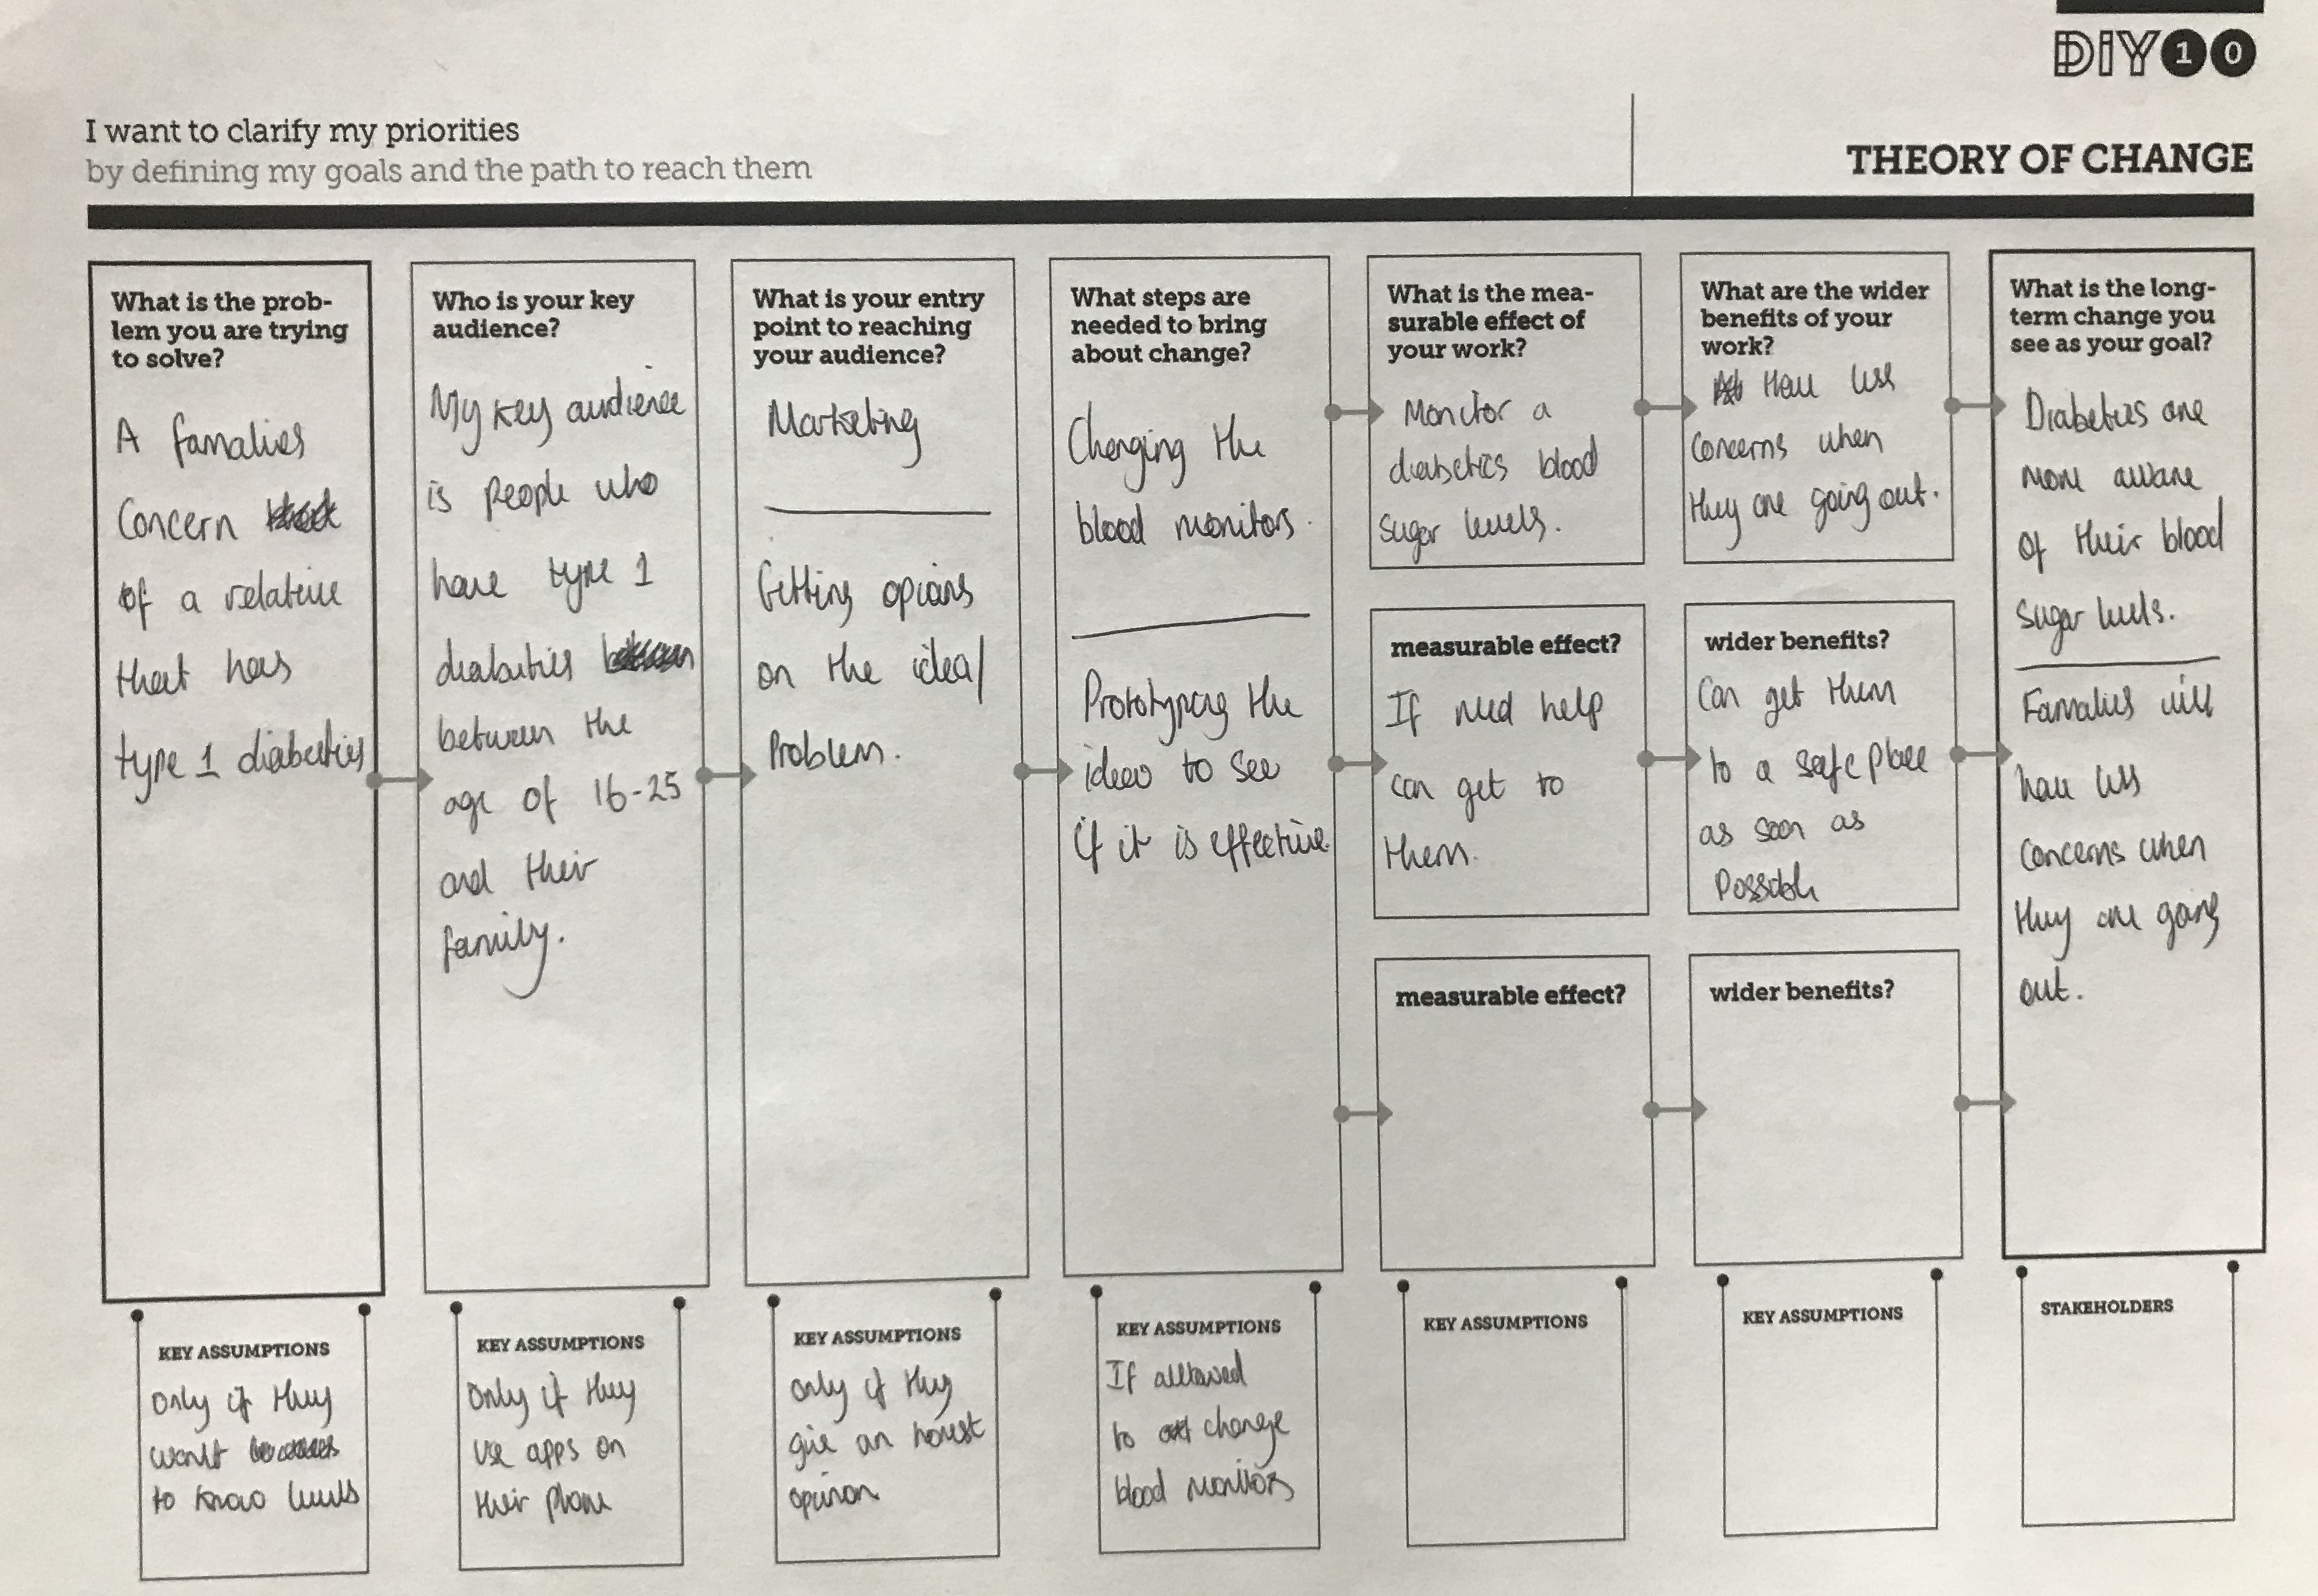 DIY 10
I want to clarify my priorities
by defining my goals and the path to reach them
THEORY OF CHANGE
What is the prob-
lem you are trying
to solve?
A famalies
Concern
of a relative
that has
type 1 diabeties
Who is your key
audience?
My key audience
is people who
have type 1
diabeties
between the
age of 16-25
and their
family.
What is your entry
point to reaching
your audience?
Marketing
Getting opions
on the idea/
Problem.
What steps are
needed to bring
about change?
Changing the
blood monitors.
Prototyping the
idea to see
if it is effective.
What is the mea-
surable effect of
your work?
Monitor a
diabetics blood
sugar levels.
measurable effect?
If need help
can get to
them.
measurable effect?
What are the wider
benefits of your
work?
Have less
concerns when
they are going out.
wider benefits?
Can get them
to a safe place
as soon as
Possible
wider benefits?
What is the long-
term change you
see as your goal?
Diabetics are
more aware
of their blood
sugar levels.
Famalies will
have less
concerns when
they are going
out.
KEY ASSUMPTIONS
only if they
want
to know levels
KEY ASSUMPTIONS
Only if they
use apps on
their phone
KEY ASSUMPTIONS
only if they
give an honest
opinion
KEY ASSUMPTIONS
If allowed
to change
blood monitors
KEY ASSUMPTIONS
KEY ASSUMPTIONS
STAKEHOLDERS